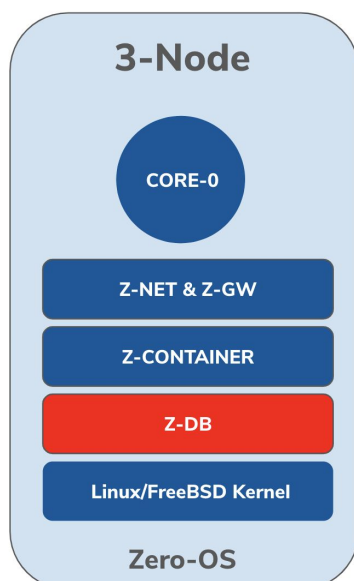 3-Node
CORE-0
Z-NET & Z-GW
Z-CONTAINER
Z-DB
Linux/FreeBSD Kernel
Zero-OS